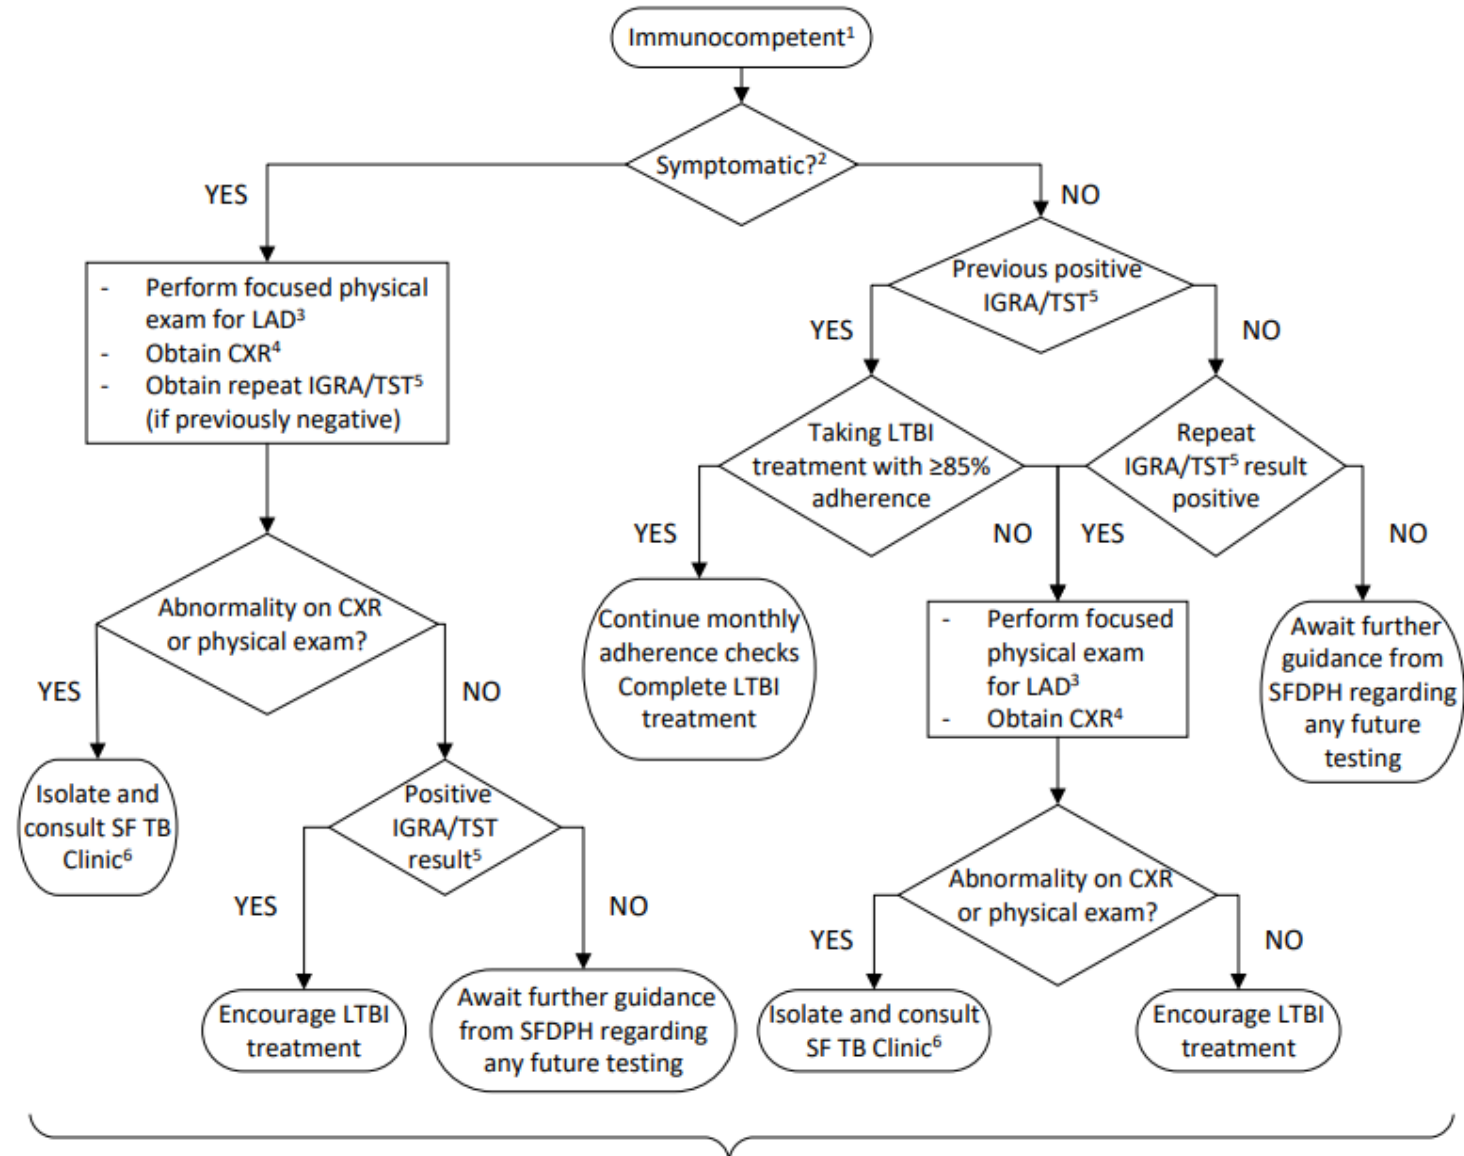 Immunocompetent¹
Symptomatic?²
YES
NO
- Perform focused physical
exam for LAD³
- Obtain CXR⁴
- Obtain repeat IGRA/TST⁵
(if previously negative)
Previous positive
IGRA/TST⁵
YES
NO
Taking LTBI
treatment with ≥85%
adherence
Repeat
IGRA/TST⁵ result
positive
YES
NO
YES
NO
Abnormality on CXR
or physical exam?
YES
NO
Continue monthly
adherence checks
Complete LTBI
treatment
- Perform focused
physical exam
for LAD³
- Obtain CXR⁴
Await further
guidance from
SFDPH regarding
any future
testing
Isolate and
consult SF TB
Clinic⁶
Positive
IGRA/TST
result⁵
YES
NO
Abnormality on CXR
or physical exam?
YES
NO
Encourage LTBI
treatment
Await further guidance
from SFDPH regarding
any future testing
Isolate and consult
SF TB Clinic⁶
Encourage LTBI
treatment